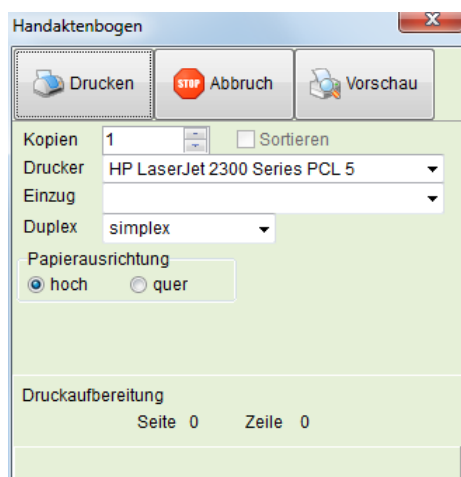 Handaktenbogen
Drucken STOP Abbruch Vorschau
Kopien 1 Sortieren
Drucker HP LaserJet 2300 Series PCL 5
Einzug
Duplex simplex
Papierausrichtung
hoch quer
Druckaufbereitung
Seite 0 Zeile 0